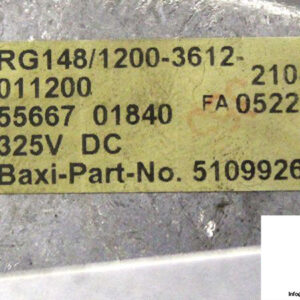 RG148/1200-3612-
011200 210
55667 01840 FA 0522
325V DC
Baxi-Part-No. 5109926